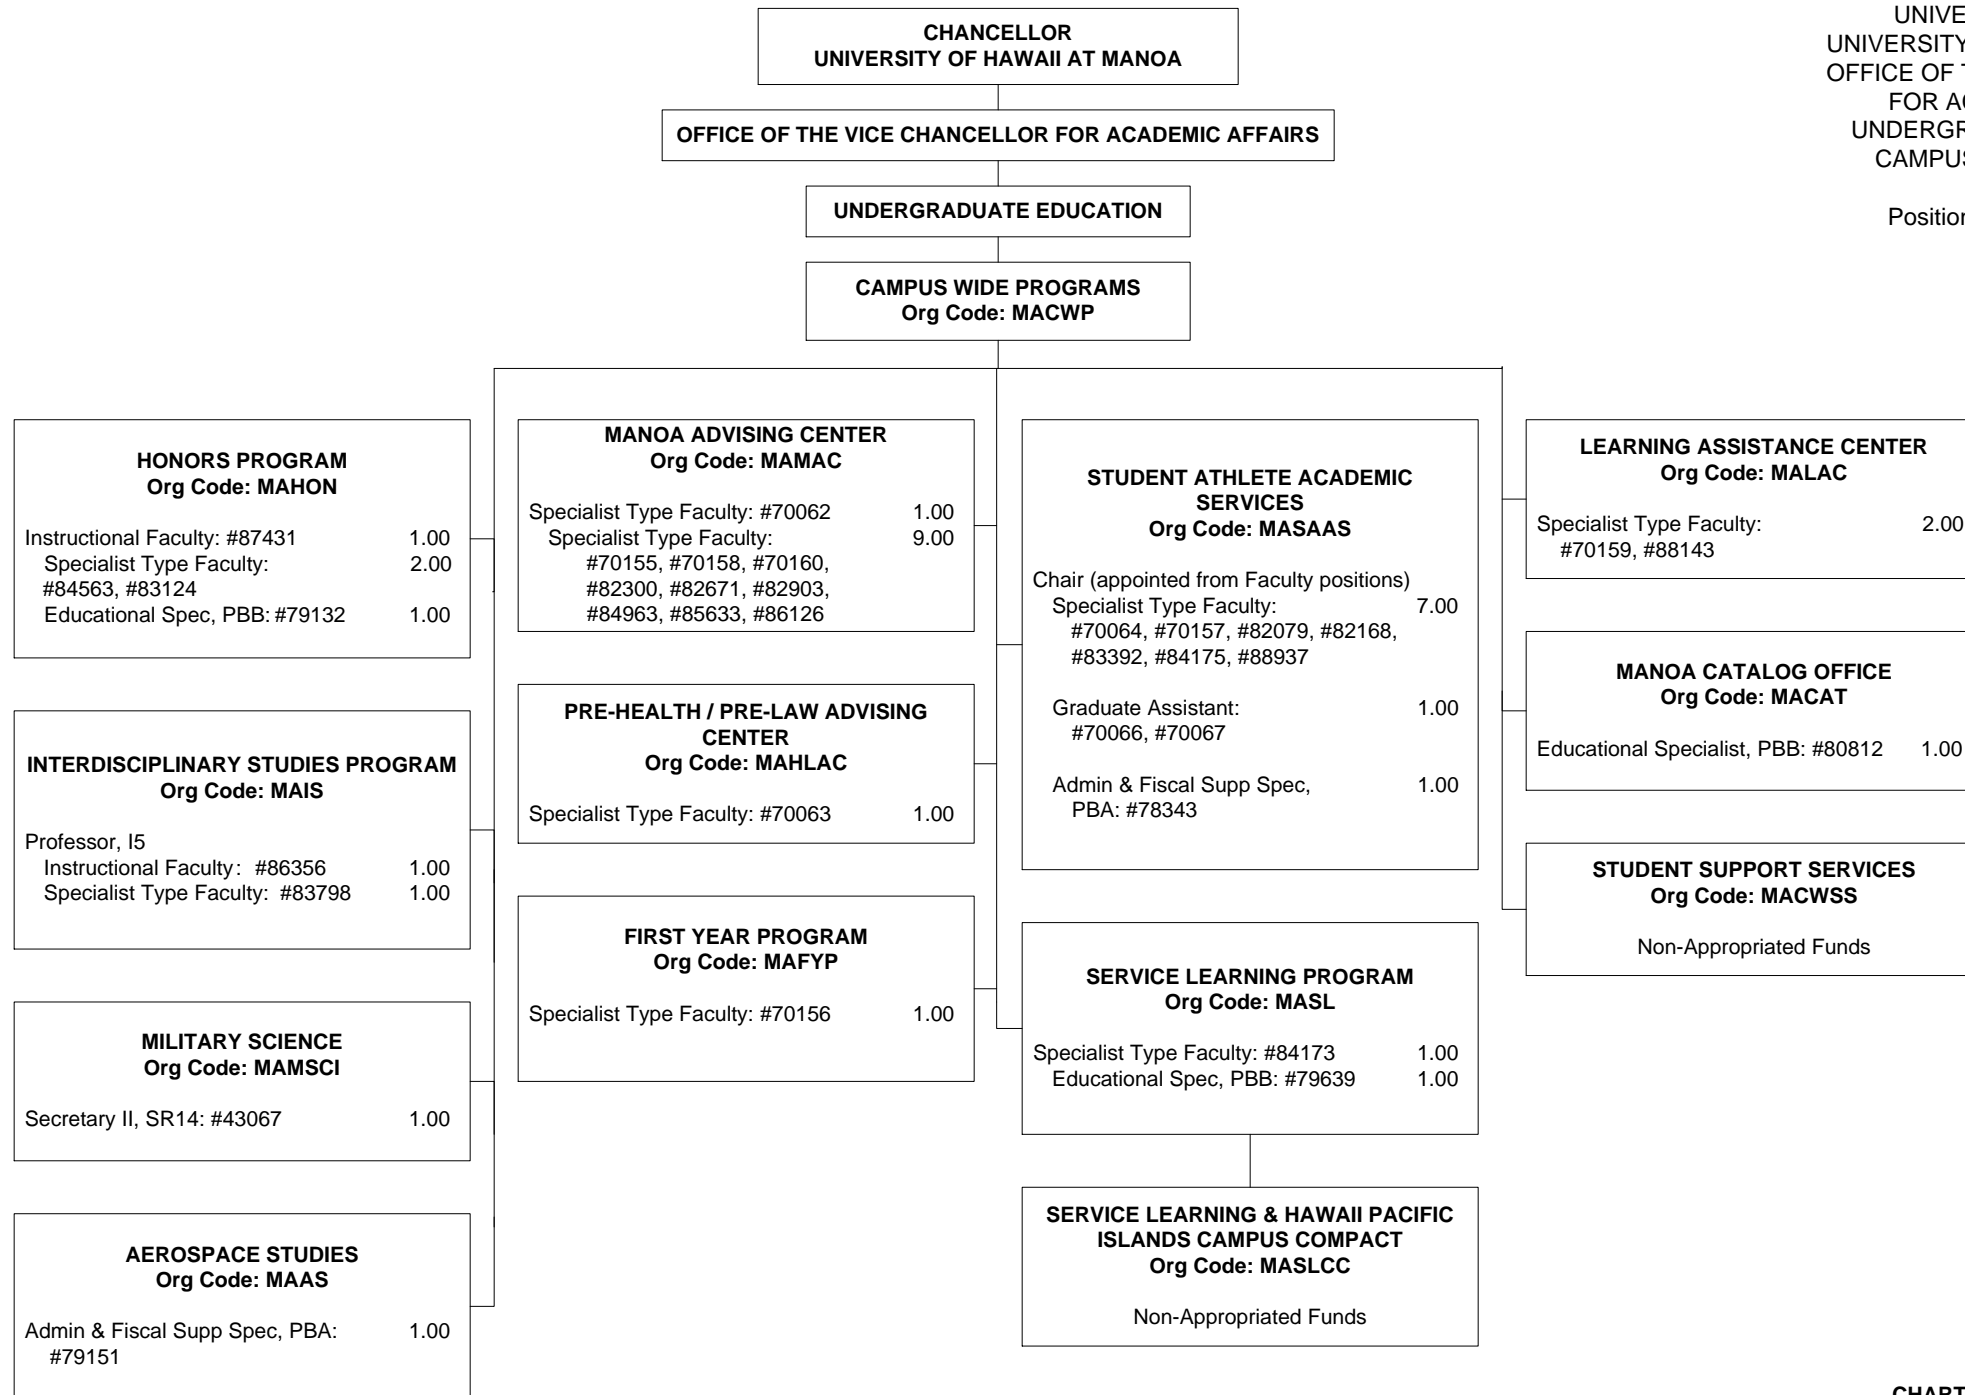 CHANCELLOR
UNIVERSITY OF HAWAII AT MANOA
OFFICE OF THE VICE CHANCELLOR FOR ACADEMIC AFFAIRS
UNDERGRADUATE EDUCATION
CAMPUS WIDE PROGRAMS
Org Code: MACWP
UNIVE
UNIVERSITY
OFFICE OF
FOR A
UNDERGR
CAMPUS
Position
HONORS PROGRAM
Org Code: MAHON
Instructional Faculty: #87431 1.00
Specialist Type Faculty: 2.00
#84563, #83124
Educational Spec, PBB: #79132 1.00
INTERDISCIPLINARY STUDIES PROGRAM
Org Code: MAIS
Professor, I5
Instructional Faculty: #86356 1.00
Specialist Type Faculty: #83798 1.00
MILITARY SCIENCE
Org Code: MAMSCI
Secretary II, SR14: #43067 1.00
AEROSPACE STUDIES
Org Code: MAAS
Admin & Fiscal Supp Spec, PBA: 1.00
#79151
MANOA ADVISING CENTER
Org Code: MAMAC
Specialist Type Faculty: #70062 1.00
Specialist Type Faculty: 9.00
#70155, #70158, #70160,
#82300, #82671, #82903,
#84963, #85633, #86126
PRE-HEALTH / PRE-LAW ADVISING
CENTER
Org Code: MAHLAC
Specialist Type Faculty: #70063 1.00
FIRST YEAR PROGRAM
Org Code: MAFYP
Specialist Type Faculty: #70156 1.00
STUDENT ATHLETE ACADEMIC
SERVICES
Org Code: MASAAS
Chair (appointed from Faculty positions)
Specialist Type Faculty: 7.00
#70064, #70157, #82079, #82168,
#83392, #84175, #88937
Graduate Assistant: 1.00
#70066, #70067
Admin & Fiscal Supp Spec, 1.00
PBA: #78343
SERVICE LEARNING PROGRAM
Org Code: MASL
Specialist Type Faculty: #84173 1.00
Educational Spec, PBB: #79639 1.00
SERVICE LEARNING & HAWAII PACIFIC
ISLANDS CAMPUS COMPACT
Org Code: MASLCC
Non-Appropriated Funds
LEARNING ASSISTANCE CENTER
Org Code: MALAC
Specialist Type Faculty: 2.00
#70159, #88143
MANOA CATALOG OFFICE
Org Code: MACAT
Educational Specialist, PBB: #80812 1.00
STUDENT SUPPORT SERVICES
Org Code: MACWSS
Non-Appropriated Funds
CHART